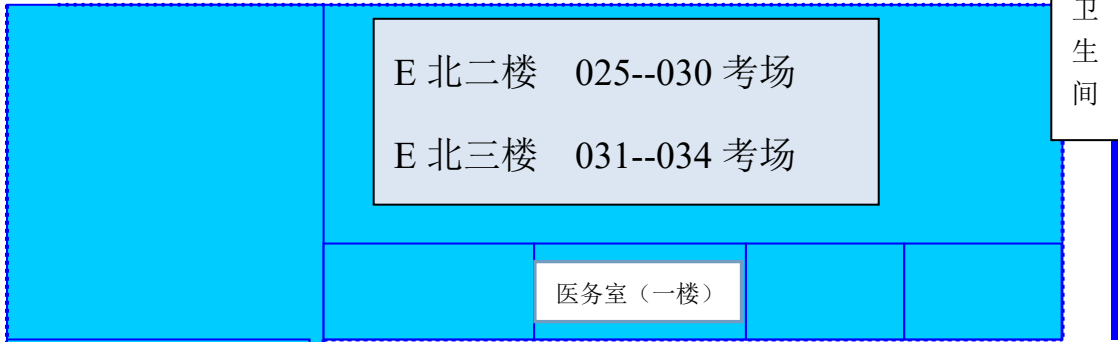 卫
生
间
E 北二楼 025--030 考场
E 北三楼 031--034 考场
医务室（一楼）